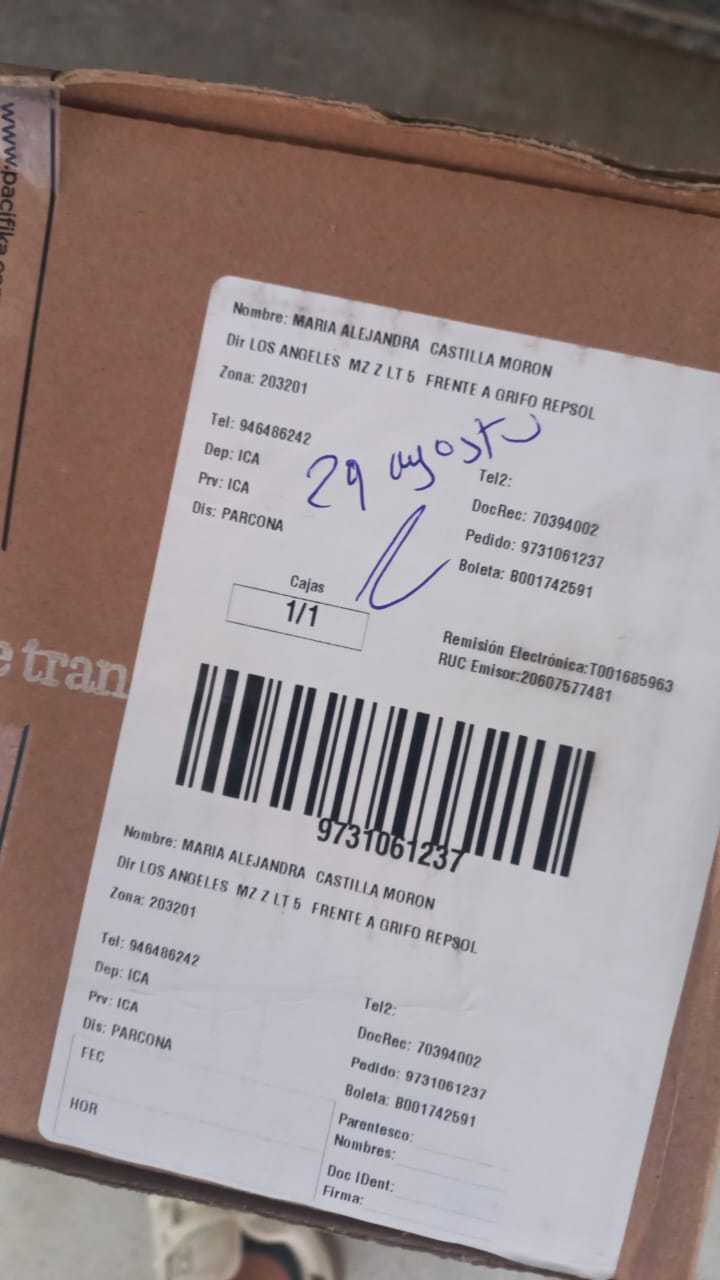 www.pacifika.co
Nombre: MARIA ALEJANDRA CASTILLA MORON
Dir LOS ANGELES MZ Z LT 5 FRENTE A GRIFO REPSOL
Zona: 203201
Tel: 946486242
Dep: ICA
Prv: ICA
Dis: PARCONA
29 agosto
Tel2:
DocRec: 70394002
Pedido: 9731061237
Boleta: B001742591
Cajas
1/1
Remisión Electrónica:T001685963
RUC Emisor:20607577481
e tran
9731061237
Nombre: MARIA ALEJANDRA CASTILLA MORON
Dir LOS ANGELES MZ Z LT 5 FRENTE A GRIFO REPSOL
Zona: 203201
Tel: 946486242
Dep: ICA
Prv: ICA
Dis: PARCONA
FEC
HOR
Tel2:
DocRec: 70394002
Pedido: 9731061237
Boleta: B001742591
Parentesco:
Nombres:
Doc IDent:
Firma: